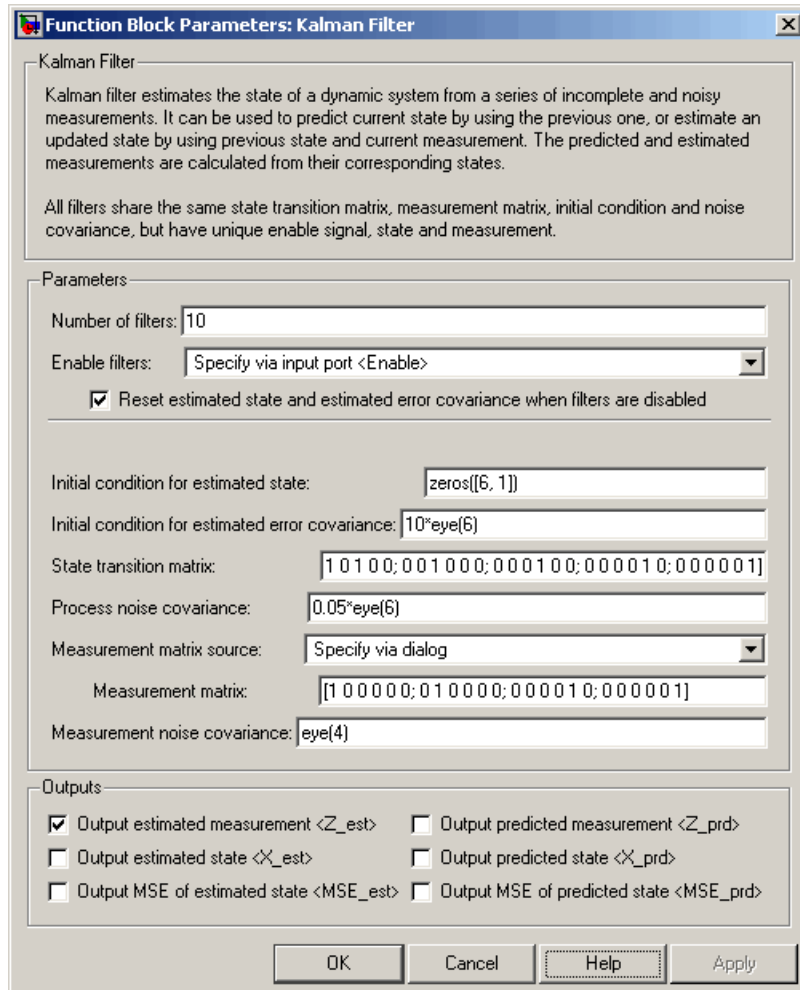 Function Block Parameters: Kalman Filter
Kalman Filter
Kalman filter estimates the state of a dynamic system from a series of incomplete and noisy
measurements. It can be used to predict current state by using the previous one, or estimate an
updated state by using previous state and current measurement. The predicted and estimated
measurements are calculated from their corresponding states.
All filters share the same state transition matrix, measurement matrix, initial condition and noise
covariance, but have unique enable signal, state and measurement.
Parameters
Number of filters: 10
Enable filters: Specify via input port <Enable>
Reset estimated state and estimated error covariance when filters are disabled
Initial condition for estimated state: zeros([6, 1])
Initial condition for estimated error covariance: 10*eye(6)
State transition matrix: 1 0 1 0 0; 0 0 1 0 0 0; 0 0 0 1 0 0; 0 0 0 0 1 0; 0 0 0 0 0 1]
Process noise covariance: 0.05*eye(6)
Measurement matrix source: Specify via dialog
Measurement matrix: [1 0 0 0 0 0; 0 1 0 0 0 0; 0 0 0 0 1 0; 0 0 0 0 0 1]
Measurement noise covariance: eye(4)
Outputs
Output estimated measurement <Z_est> Output predicted measurement <Z_prd>
Output estimated state <X_est> Output predicted state <X_prd>
Output MSE of estimated state <MSE_est> Output MSE of predicted state <MSE_prd>
OK Cancel Help Apply